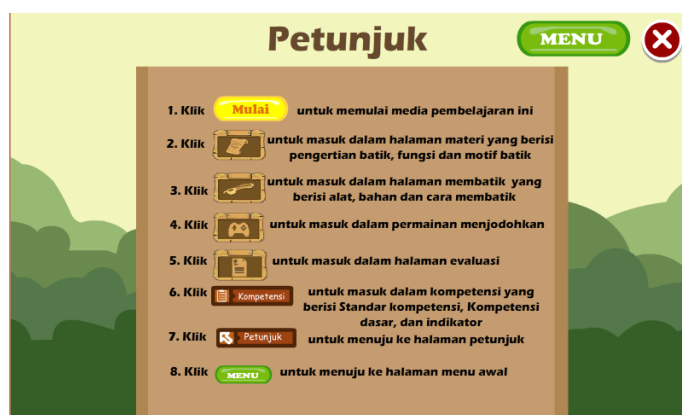 Petunjuk
MENU
1. Klik Mulai untuk memulai media pembelajaran ini
2. Klik untuk masuk dalam halaman materi yang berisi
pengertian batik, fungsi dan motif batik
3. Klik untuk masuk dalam halaman membatik yang
berisi alat, bahan dan cara membatik
4. Klik untuk masuk dalam permainan menjodohkan
5. Klik untuk masuk dalam halaman evaluasi
6. Klik Kompetensi untuk masuk dalam kompetensi yang
berisi Standar kompetensi, Kompetensi
dasar, dan indikator
7. Klik Petunjuk untuk menuju ke halaman petunjuk
8. Klik MENU untuk menuju ke halaman menu awal